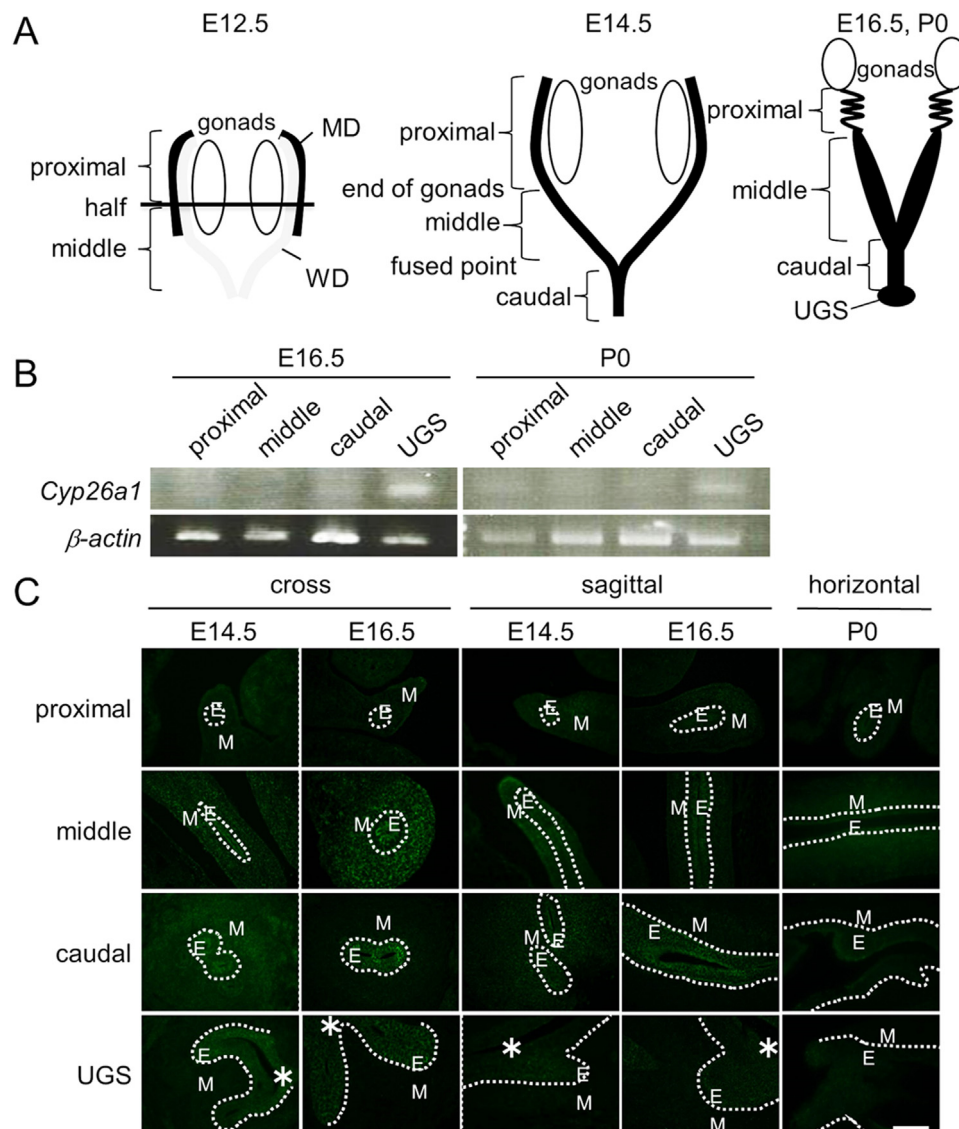 A
E12.5
E14.5
E16.5, P0
gonads
MD
proximal
half
middle
WD
gonads
proximal
end of gonads
middle
fused point
caudal
gonads
proximal
middle
caudal
UGS
B
E16.5
P0
proximal
middle
caudal
UGS
proximal
middle
caudal
UGS
Cyp26a1
β-actin
C
cross
sagittal
horizontal
E14.5
E16.5
E14.5
E16.5
P0
proximal
E
M
E
M
E
M
E
M
E
M
middle
M
E
M
E
M
E
M
E
M
E
caudal
M
E
M
E
M
E
E
E
M
M
E
UGS
E
M
*
*
E
M
*
E
M
*
E
M
M
E